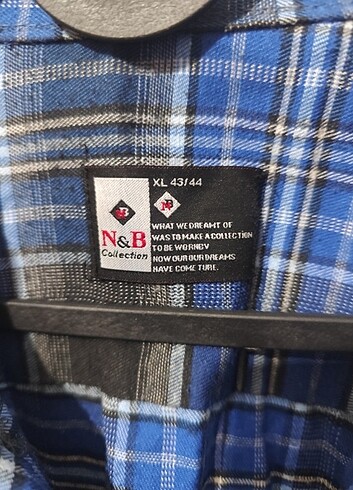 XL 43/44
N&B
Collection
WHAT WE DREAMT OF
WAS TO MAKE A COLLECTION
TO BE WORNBY
NOW OUR OUR DREAMS
HAVE COME TURE.